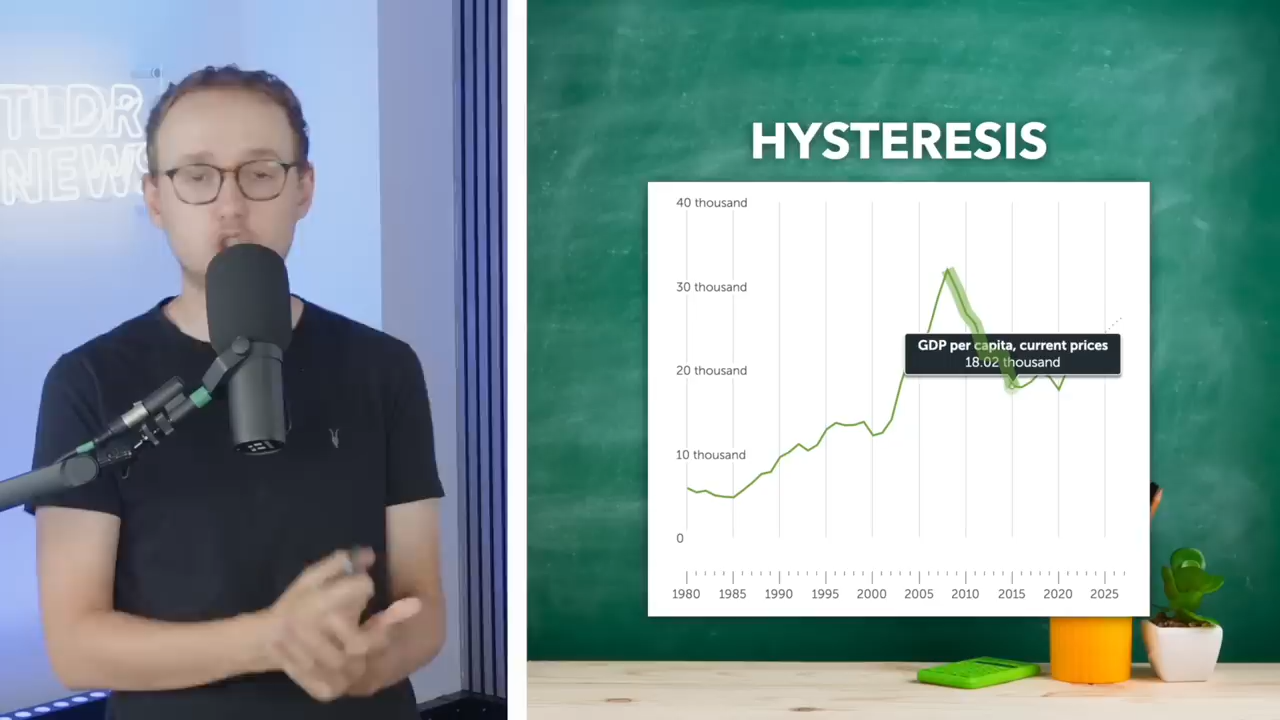 TLDR
NEWS
HYSTERESIS
40 thousand
30 thousand
GDP per capita, current prices
18.02 thousand
20 thousand
10 thousand
0
1980 1985 1990 1995 2000 2005 2010 2015 2020 2025